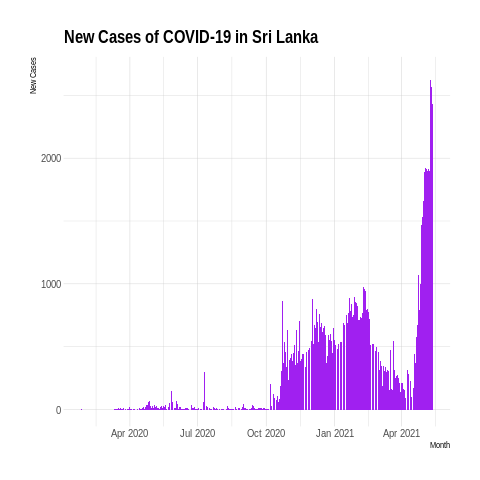 New Cases of COVID-19 in Sri Lanka
New Cases
2000
1000
0
Apr 2020 Jul 2020 Oct 2020 Jan 2021 Apr 2021
Month